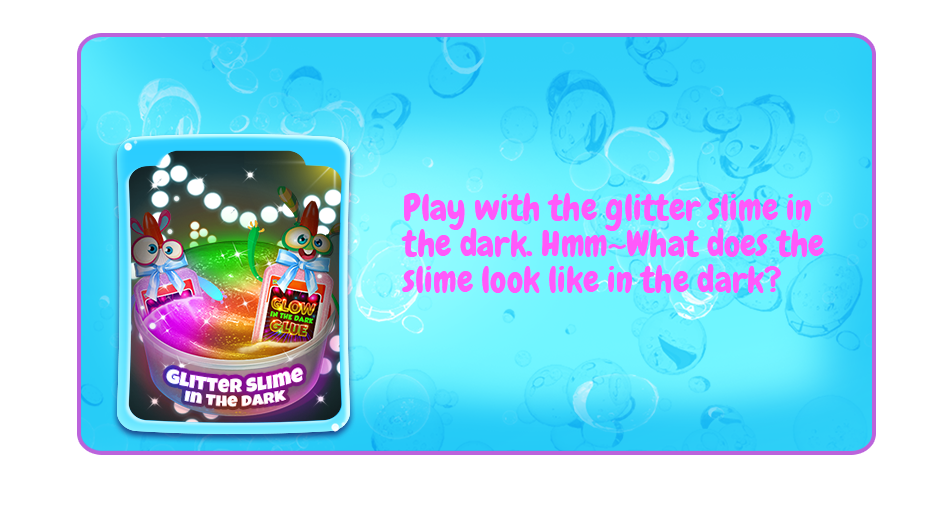 Play with the glitter slime in
the dark. Hmm~What does the
slime look like in the dark?
GLOW
IN THE DARK
GLUE
GLITTER SLIME
IN THE DARK